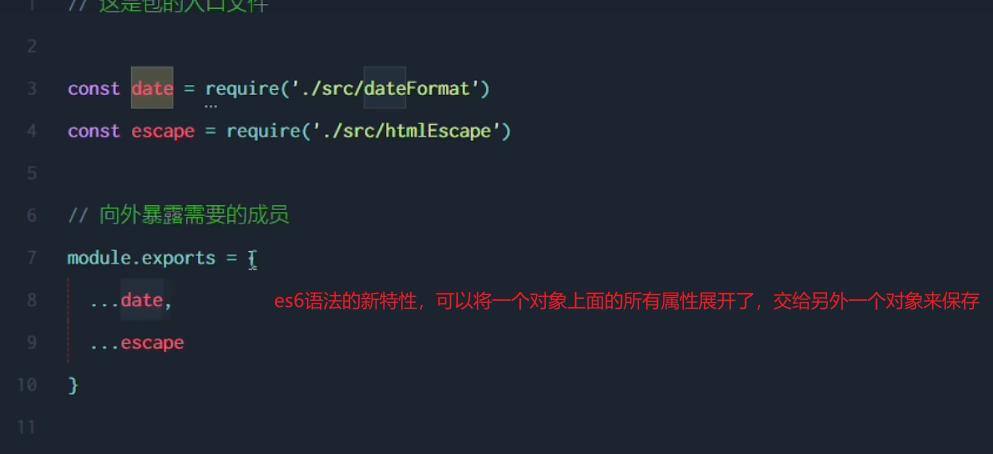 1 // 这是包的入口文件
2
3 const date = require('./src/dateFormat')
4 const escape = require('./src/htmlEscape')
5
6 // 向外暴露需要的成员
7 module.exports = {
8 ...date, es6语法的新特性，可以将一个对象上面的所有属性展开了，交给另外一个对象来保存
9 ...escape
10 }
11